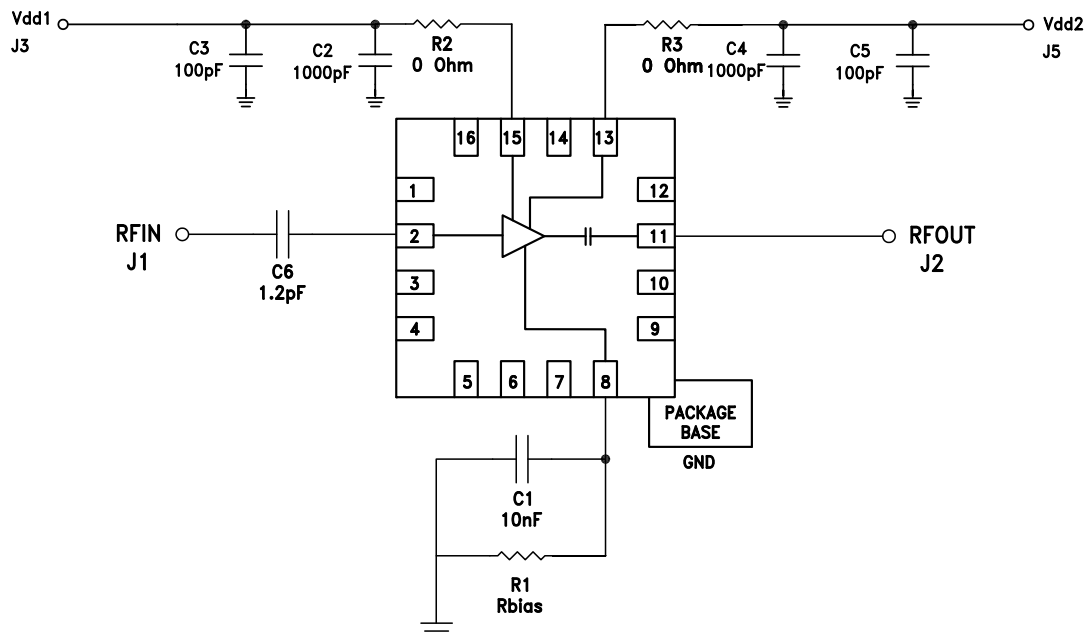 Vdd1
J3
C3
100pF
C2
1000pF
R2
0 Ohm
R3
0 Ohm
C4
1000pF
C5
100pF
Vdd2
J5
16
15
14
13
1
12
RFIN
J1
C6
1.2pF
2
11
RFOUT
J2
3
10
4
9
5
6
7
8
PACKAGE
BASE
GND
C1
10nF
R1
Rbias